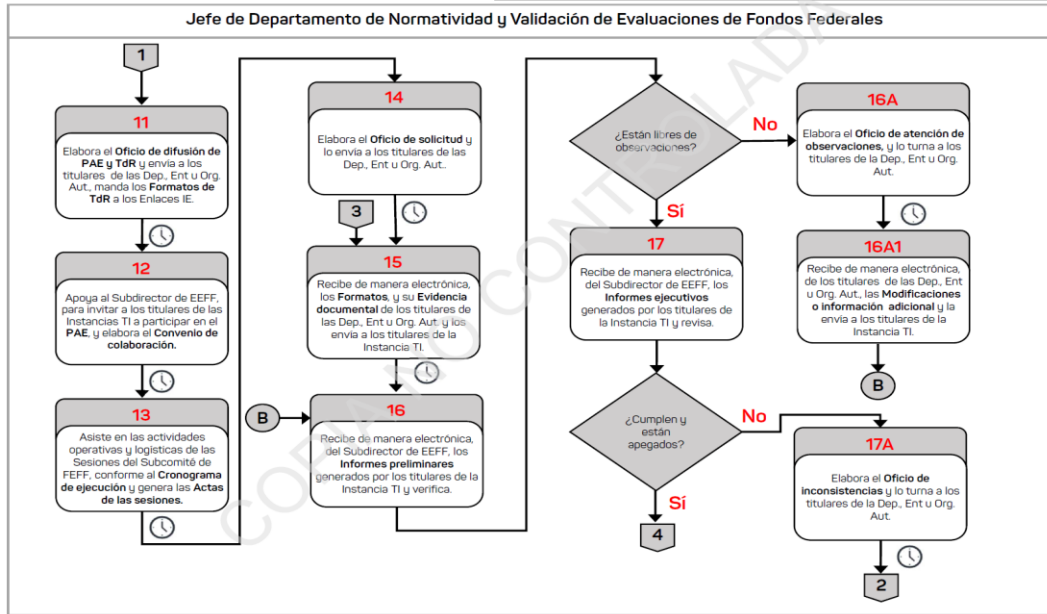 Jefe de Departamento de Normatividad y Validación de Evaluaciones de Fondos Federales
1
11
Elabora el Oficio de difusión de
PAE y TdR y envía a los
titulares de las Dep., Ent u Org.
Aut., manda los Formatos de
TdR a los Enlaces IE.
12
Apoya al Subdirector de EEFF,
para invitar a los titulares de las
Instancias TI a participar en el
PAE, y elabora el Convenio de
colaboración.
13
Asiste en las actividades
operativas y logísticas de las
Sesiones del Subcomité de
FEFF, conforme al Cronograma
de ejecución y genera las Actas
de las sesiones.
14
Elabora el Oficio de solicitud y
lo envía a los titulares de las
Dep., Ent u Org. Aut..
3
15
Recibe de manera electrónica,
los Formatos, y su Evidencia
documental de los titulares de
las Dep., Ent u Org. Aut. y los
envía a los titulares de la
Instancia TI.
B
16
Recibe de manera electrónica,
del Subdirector de EEFF, los
Informes preliminares
generados por los titulares de la
Instancia TI y verifica.
¿Están libres de
observaciones?
No
Sí
17
Recibe de manera electrónica,
del Subdirector de EEFF, los
Informes ejecutivos
generados por los titulares de
la Instancia TI y revisa.
¿Cumplen y
están
apegados?
No
Sí
4
16A
Elabora el Oficio de atención de
observaciones, y lo turna a los
titulares de la Dep., Ent u Org.
Aut.
16A1
Recibe de manera electrónica,
de los titulares de las Dep., Ent
u Org. Aut., las Modificaciones
o información adicional y la
envía a los titulares de la
Instancia TI.
B
17A
Elabora el Oficio de
inconsistencias y lo turna a los
titulares de la Dep., Ent u Org.
Aut.
2
COPIA NO CONTROLADA